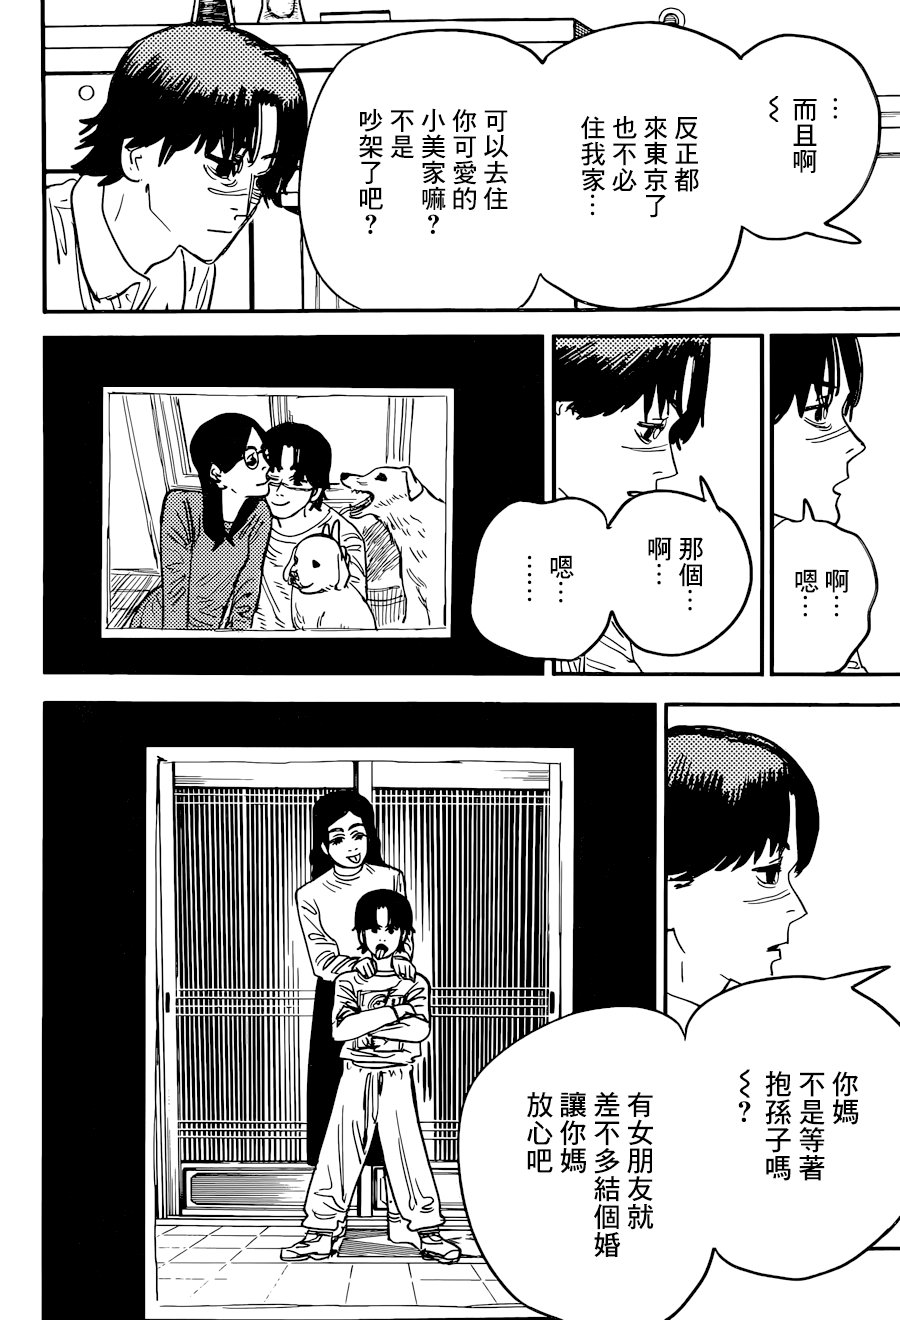 …
而且啊
~
反正都
來東京了
也不必
住我家…
可以去住
你可愛的
小美家嘛?
不是
吵架了吧?
啊…
嗯…
那個…
啊…
嗯…
……
你媽
不是等著
抱孫子嗎
~?
有女朋友就
差不多結個婚
讓你媽
放心吧